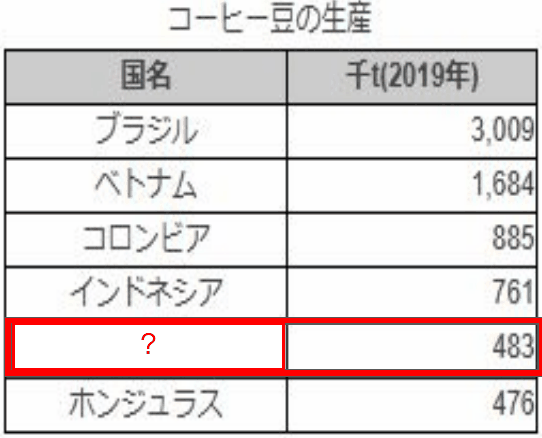 コーヒー豆の生産
国名 千t(2019年)
ブラジル 3,009
ベトナム 1,684
コロンビア 885
インドネシア 761
? 483
ホンジュラス 476